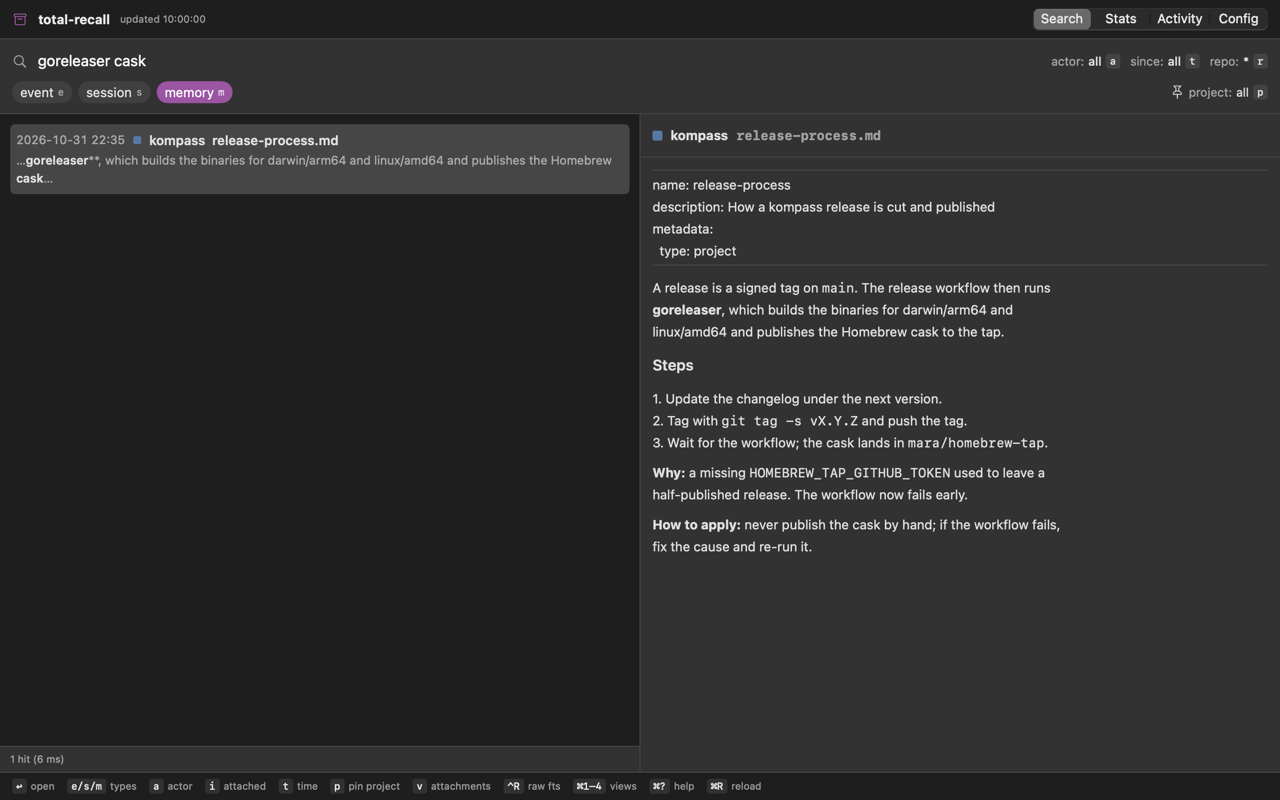 total-recall updated 10:00:00 Search Stats Activity Config
goreleaser cask actor: all a since: all t repo: * r
event e session s memory m project: all p
2026-10-31 22:35 kompass release-process.md
…goreleaser**, which builds the binaries for darwin/arm64 and linux/amd64 and publishes the Homebrew
cask…
1 hit (6 ms)
kompass release-process.md
name: release-process
description: How a kompass release is cut and published
metadata:
type: project
A release is a signed tag on main. The release workflow then runs
goreleaser, which builds the binaries for darwin/arm64 and
linux/amd64 and publishes the Homebrew cask to the tap.
Steps
1. Update the changelog under the next version.
2. Tag with git tag -s vX.Y.Z and push the tag.
3. Wait for the workflow; the cask lands in mara/homebrew-tap.
Why: a missing HOMEBREW_TAP_GITHUB_TOKEN used to leave a
half-published release. The workflow now fails early.
How to apply: never publish the cask by hand; if the workflow fails,
fix the cause and re-run it.
↩ open e/s/m types a actor i attached t time p pin project v attachments ^R raw fts ⌘1–4 views ⌘? help ⌘R reload